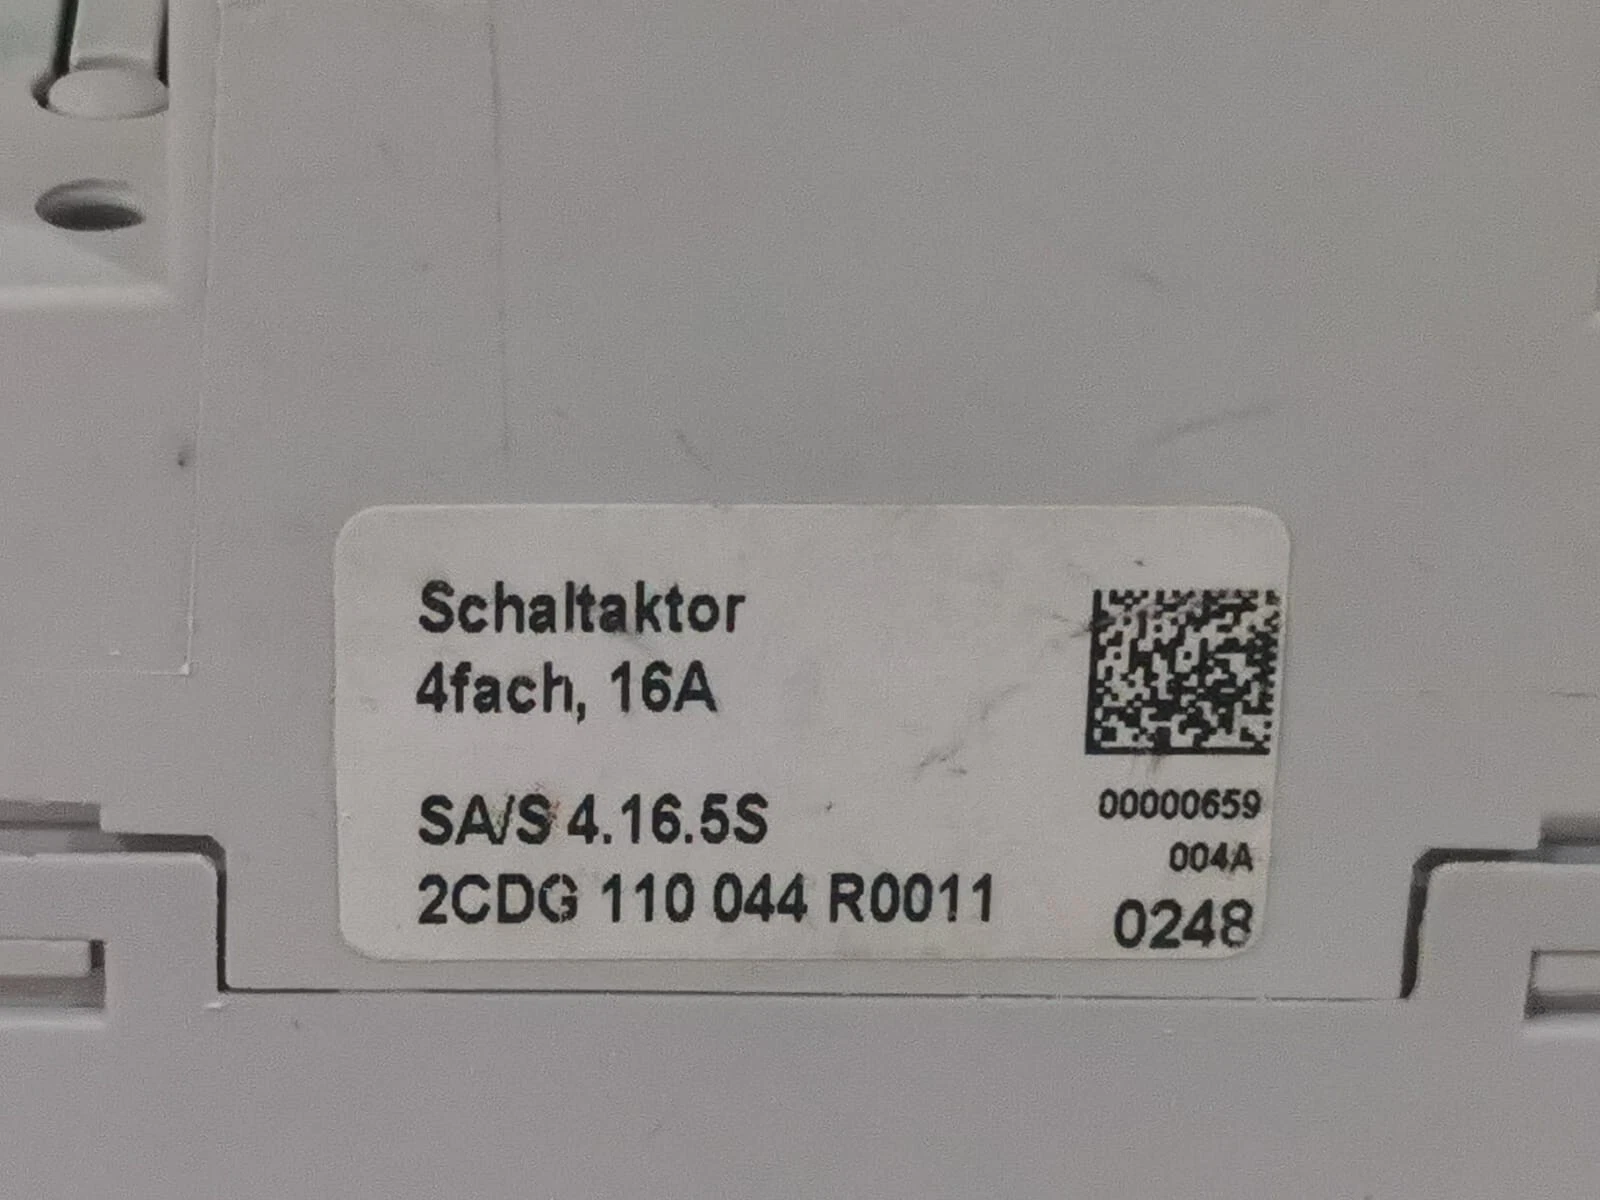 Schaltaktor
4fach, 16A
SA/S 4.16.5S
2CDG 110 044 R0011
00000659
004A
0248